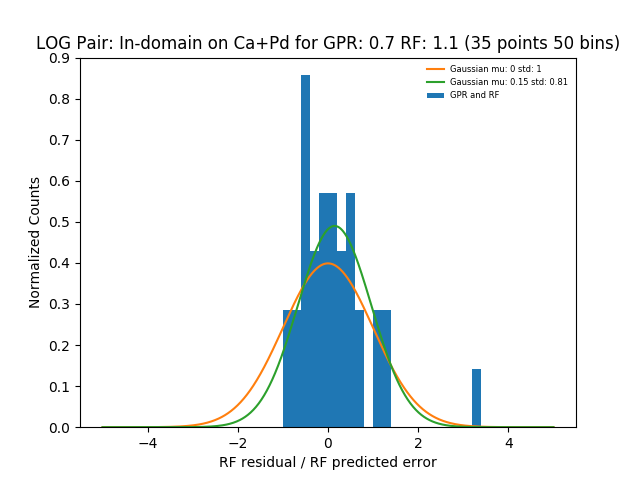 LOG Pair: In-domain on Ca+Pd for GPR: 0.7 RF: 1.1 (35 points 50 bins)
Gaussian mu: 0 std: 1
Gaussian mu: 0.15 std: 0.81
GPR and RF
Normalized Counts
0.9
0.8
0.7
0.6
0.5
0.4
0.3
0.2
0.1
0.0
−4 −2 0 2 4
RF residual / RF predicted error